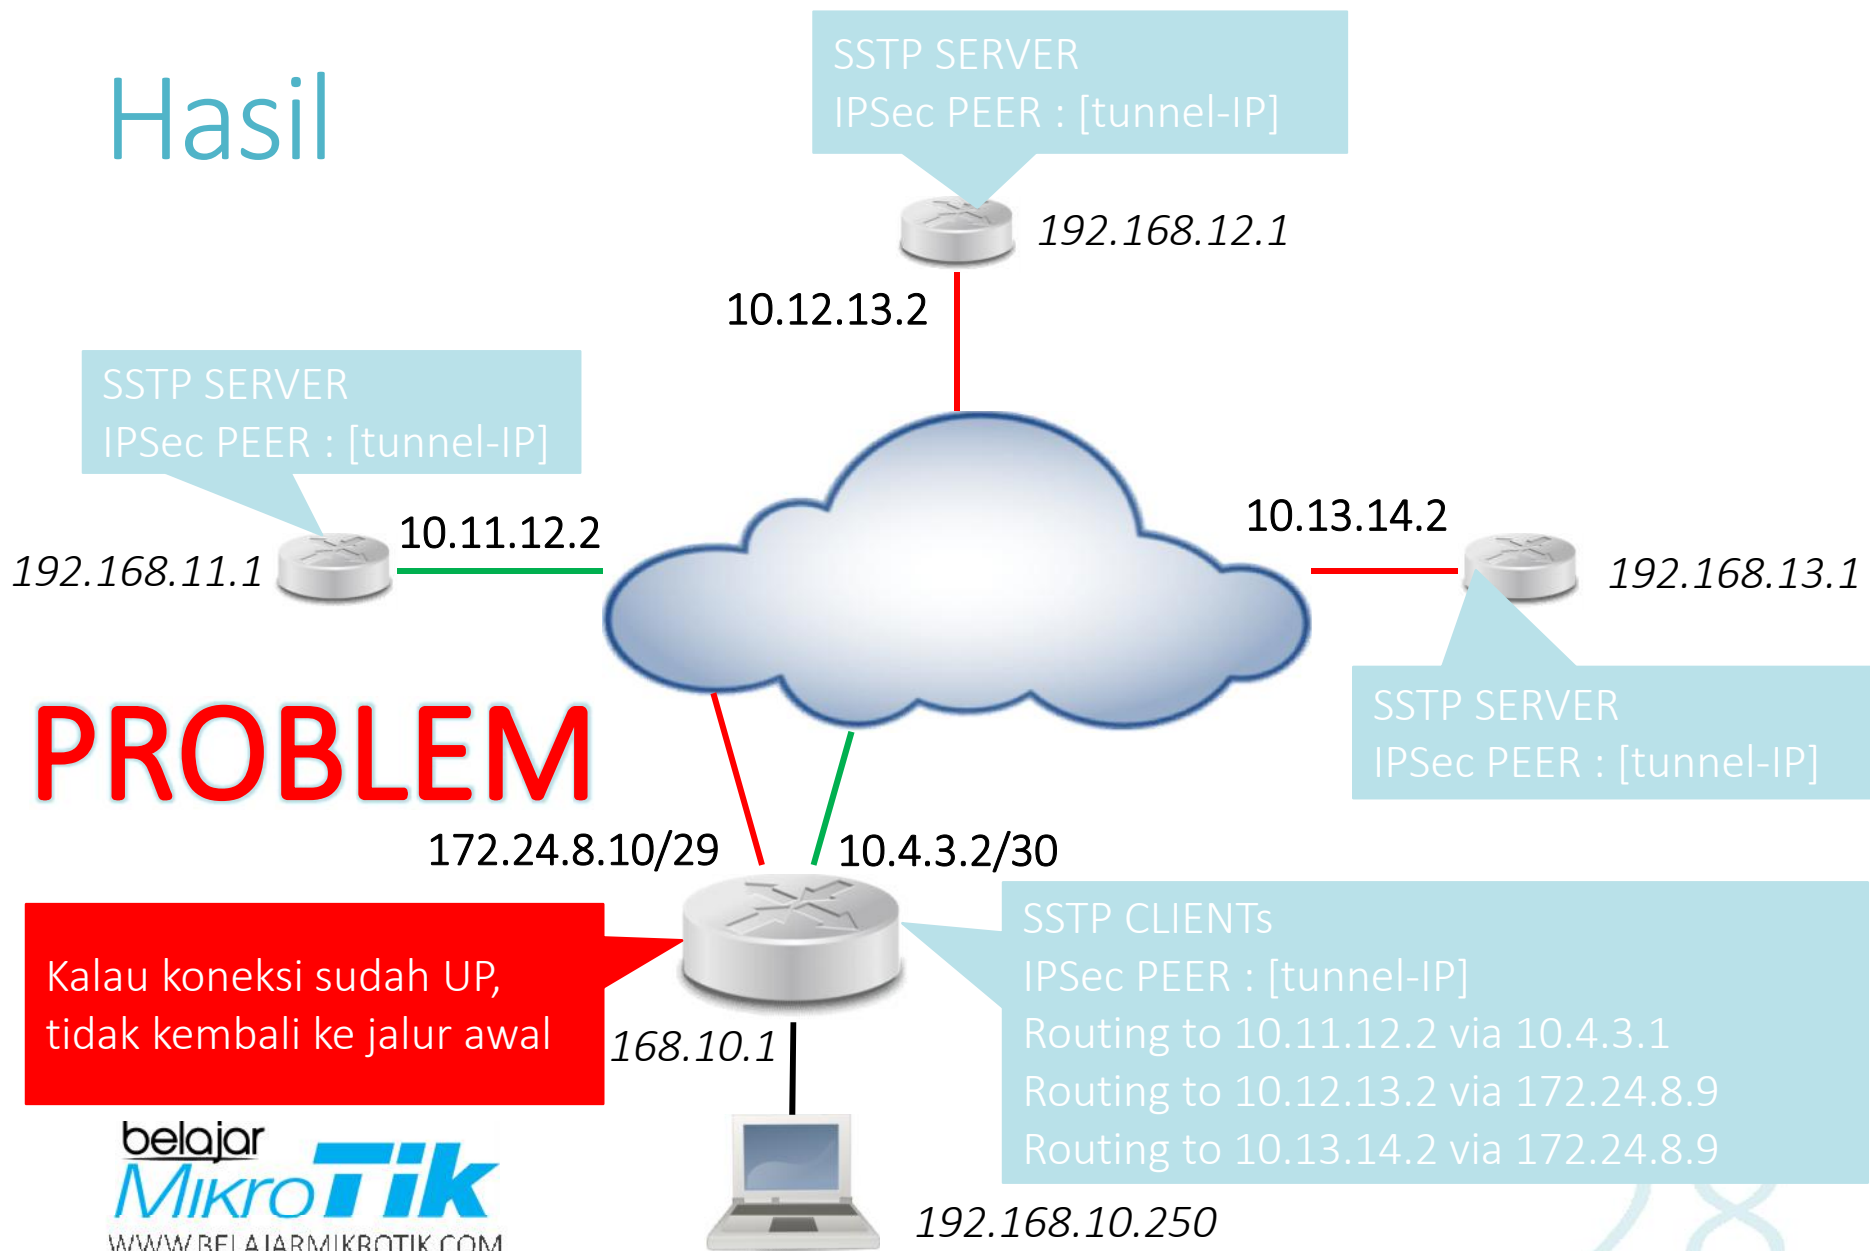 Hasil
SSTP SERVER
IPSec PEER : [tunnel-IP]
192.168.12.1
10.12.13.2
SSTP SERVER
IPSec PEER : [tunnel-IP]
10.11.12.2
192.168.11.1
10.13.14.2
192.168.13.1
SSTP SERVER
IPSec PEER : [tunnel-IP]
PROBLEM
172.24.8.10/29
10.4.3.2/30
Kalau koneksi sudah UP,
tidak kembali ke jalur awal
168.10.1
SSTP CLIENTs
IPSec PEER : [tunnel-IP]
Routing to 10.11.12.2 via 10.4.3.1
Routing to 10.12.13.2 via 172.24.8.9
Routing to 10.13.14.2 via 172.24.8.9
192.168.10.250
belajar
MikroTik
WWW.BELAJARMIKROTIK.COM
28